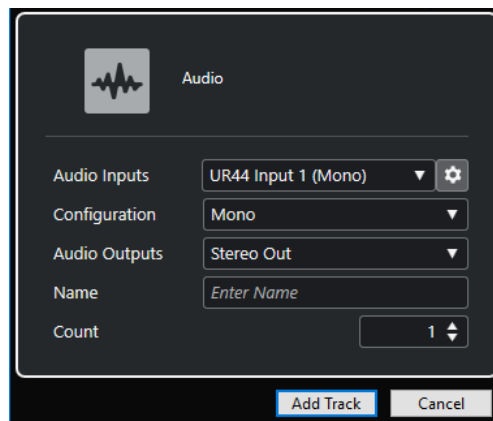 Audio
Audio Inputs UR44 Input 1 (Mono)
Configuration Mono
Audio Outputs Stereo Out
Name Enter Name
Count 1
Add Track Cancel